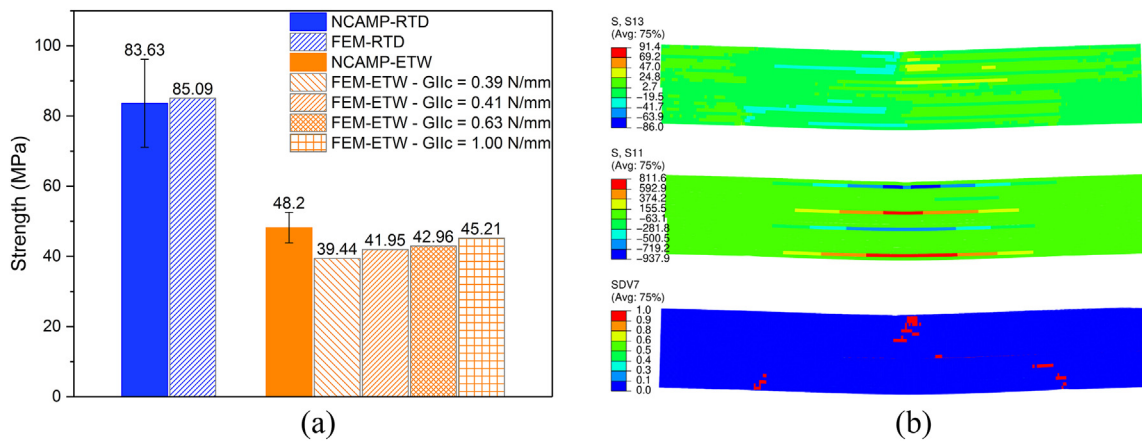 NCAMP-RTD
FEM-RTD
NCAMP-ETW
FEM-ETW - GIIc = 0.39 N/mm
FEM-ETW - GIIc = 0.41 N/mm
FEM-ETW - GIIc = 0.63 N/mm
FEM-ETW - GIIc = 1.00 N/mm
Strength (MPa)
100
80
60
40
20
0
83.63
85.09
48.2
39.44
41.95
42.96
45.21
(a)
S, S13
(Avg: 75%)
91.4
69.2
47.0
24.8
2.7
-19.5
-41.7
-63.9
-86.0
S, S11
(Avg: 75%)
811.6
592.9
374.2
155.5
-63.1
-281.8
-500.5
-719.2
-937.9
SDV7
(Avg: 75%)
1.0
0.9
0.8
0.6
0.5
0.4
0.3
0.1
0.0
(b)